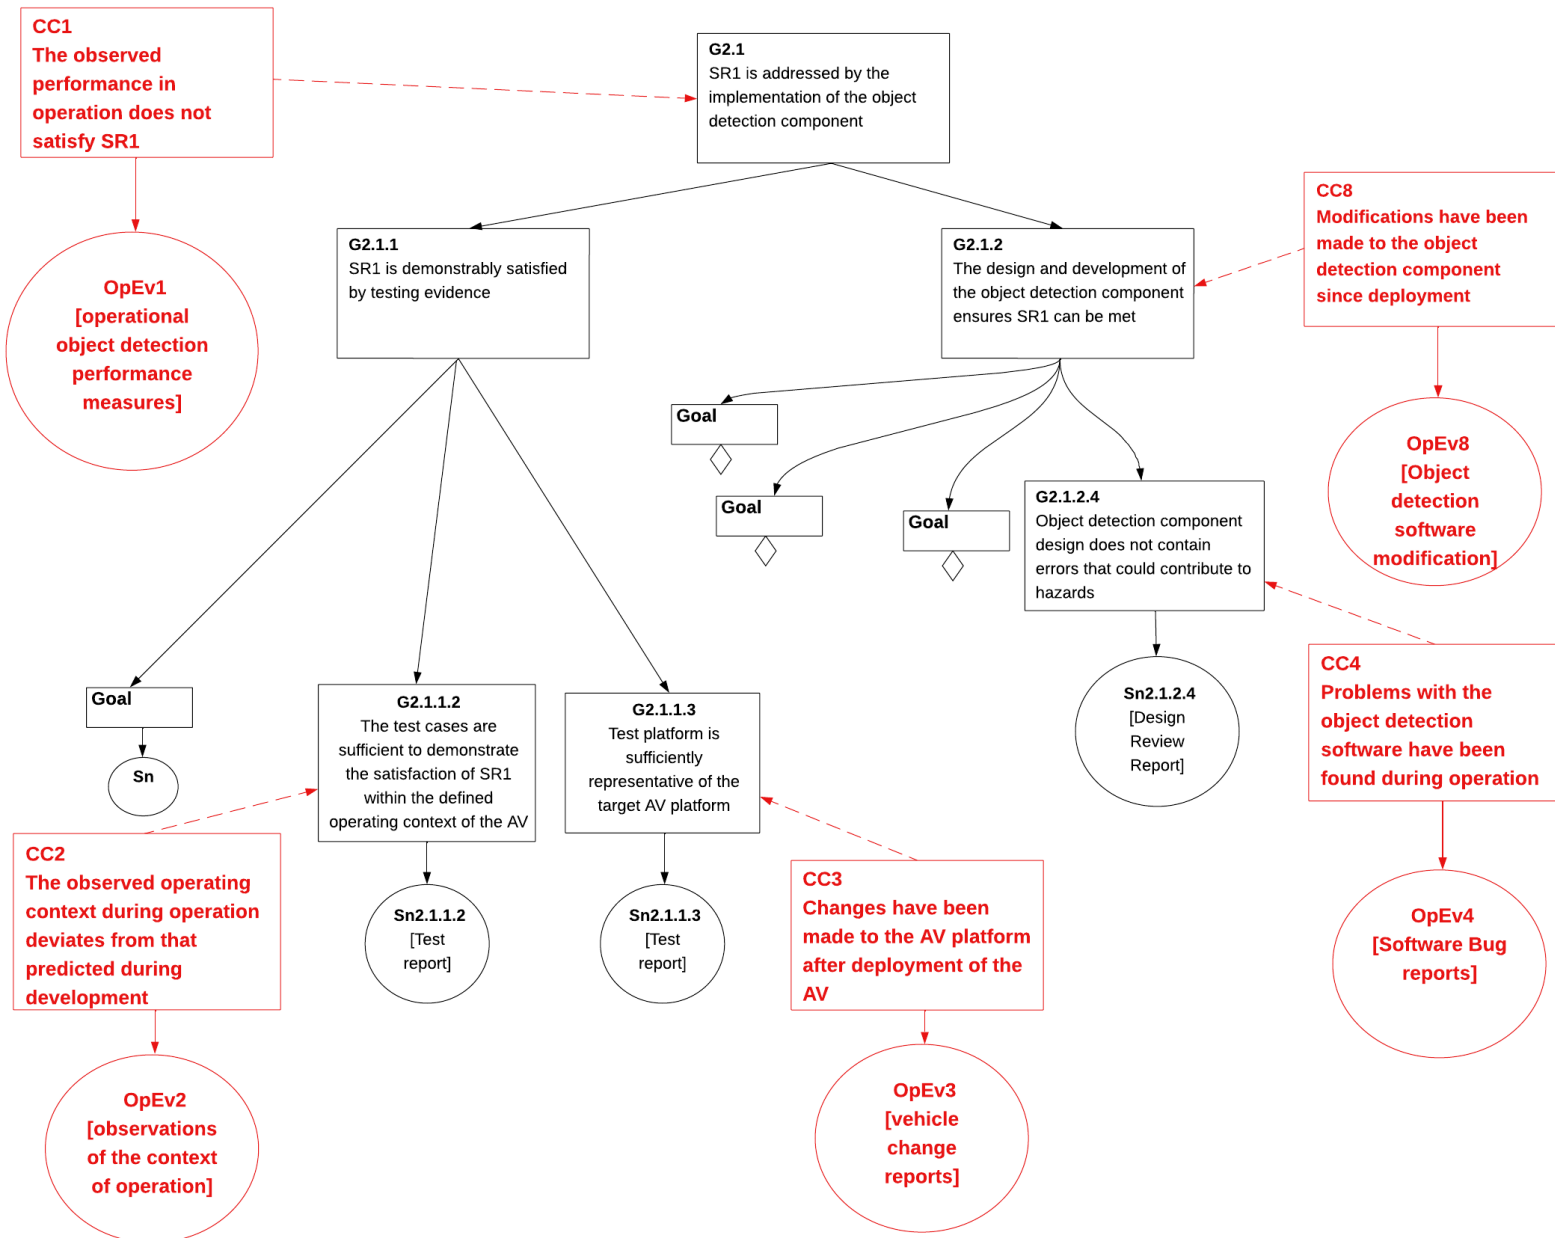 CC1
The observed
performance in
operation does not
satisfy SR1
G2.1
SR1 is addressed by the
implementation of the object
detection component
CC8
Modifications have been
made to the object
detection component
since deployment
G2.1.1
SR1 is demonstrably satisfied
by testing evidence
G2.1.2
The design and development of
the object detection component
ensures SR1 can be met
OpEv1
[operational
object detection
performance
measures]
Goal
Goal
Goal
G2.1.2.4
Object detection component
design does not contain
errors that could contribute to
hazards
OpEv8
[Object
detection
software
modification]
Goal
Sn
G2.1.1.2
The test cases are
sufficient to demonstrate
the satisfaction of SR1
within the defined
operating context of the AV
G2.1.1.3
Test platform is
sufficiently
representative of the
target AV platform
Sn2.1.2.4
[Design
Review
Report]
CC4
Problems with the
object detection
software have been
found during operation
CC2
The observed operating
context during operation
deviates from that
predicted during
development
Sn2.1.1.2
[Test
report]
Sn2.1.1.3
[Test
report]
CC3
Changes have been
made to the AV platform
after deployment of the
AV
OpEv4
[Software Bug
reports]
OpEv2
[observations
of the context
of operation]
OpEv3
[vehicle
change
reports]